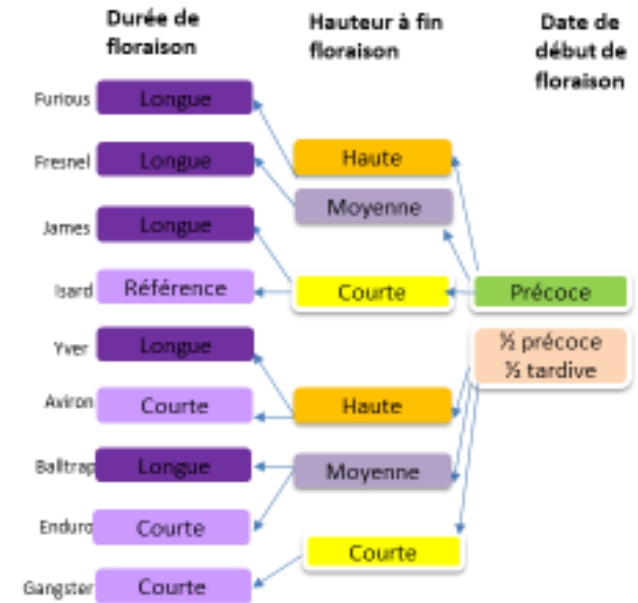 Durée de
floraison
Hauteur à fin
floraison
Date de
début de
floraison
Furious
Longue
Haute
Fresnel
Longue
Moyenne
James
Longue
Isard
Référence
Courte
Précoce
Yver
Longue
½ précoce
½ tardive
Aviron
Courte
Haute
Balltrap
Longue
Moyenne
Enduro
Courte
Courte
Gangster
Courte